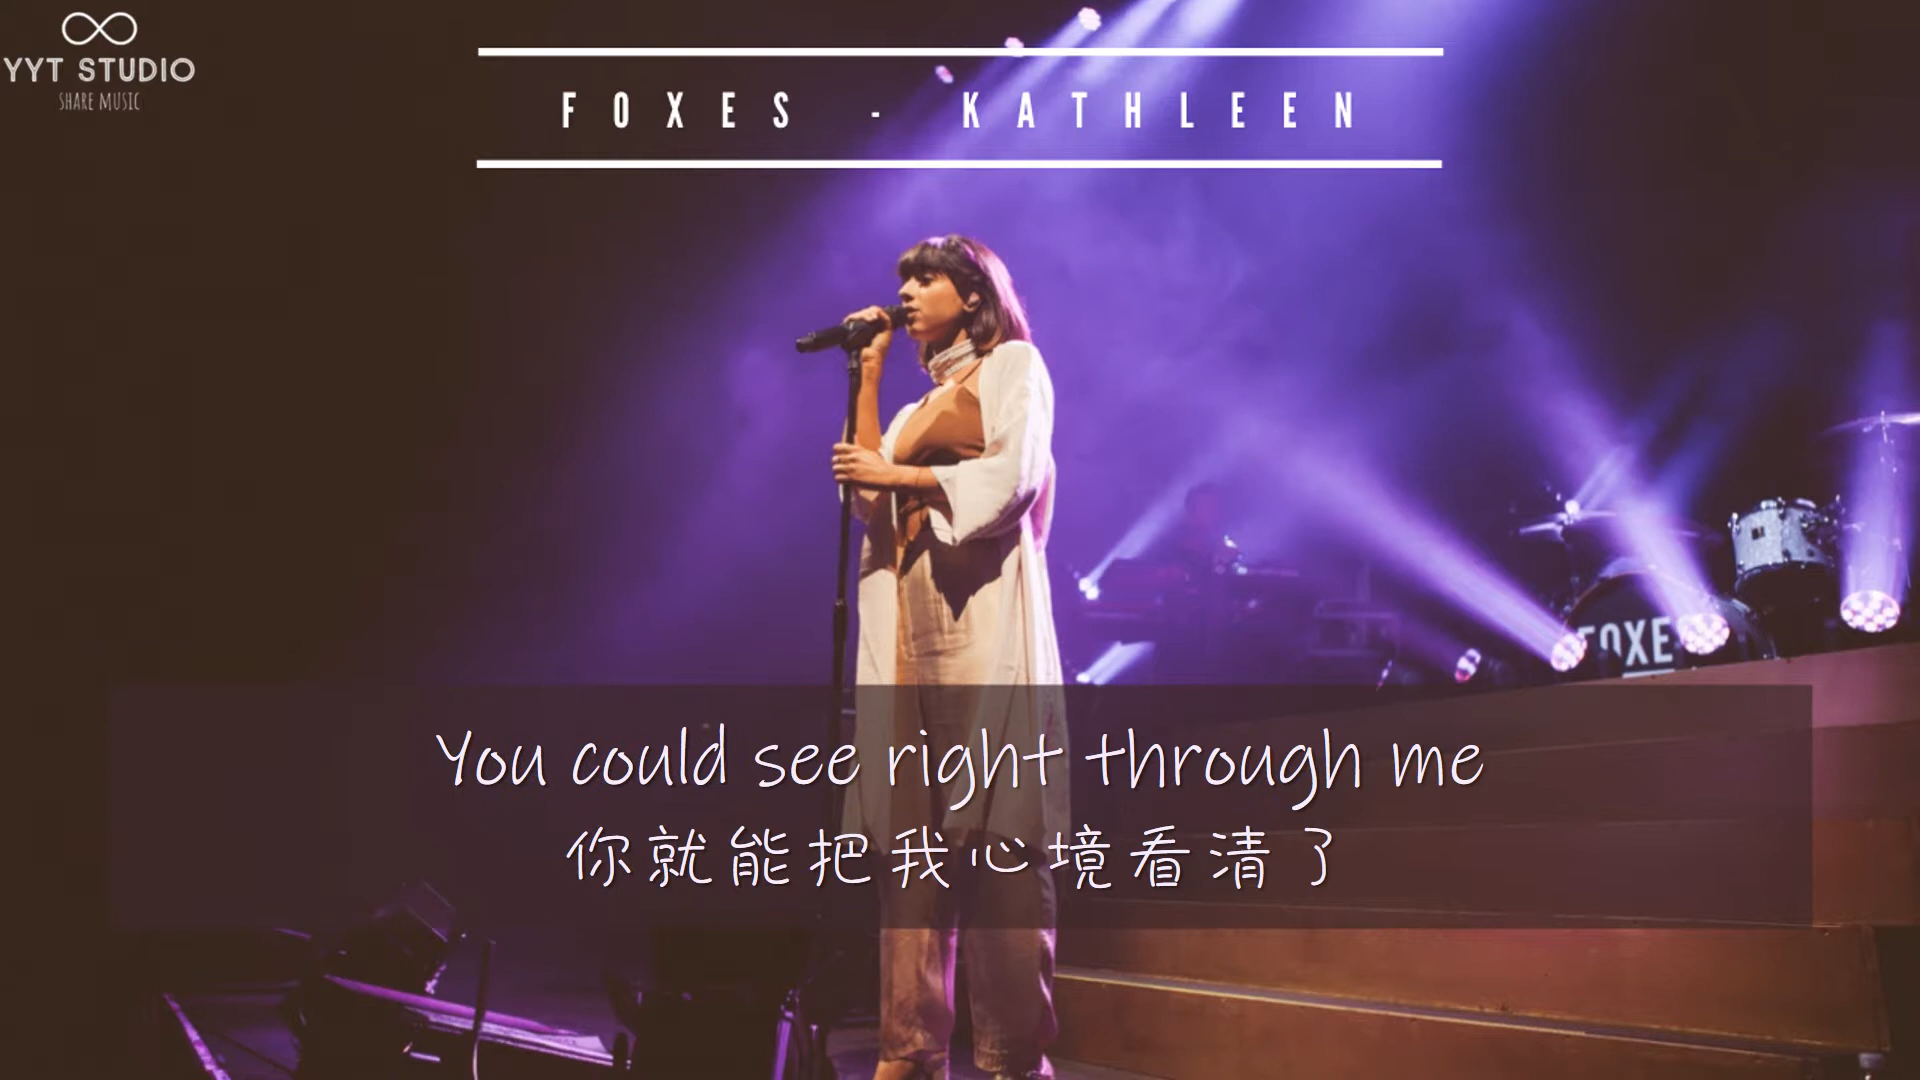 YYT STUDIO
SHARE MUSIC
FOXES - KATHLEEN
FOXE
You could see right through me
你就能把我心境看清了